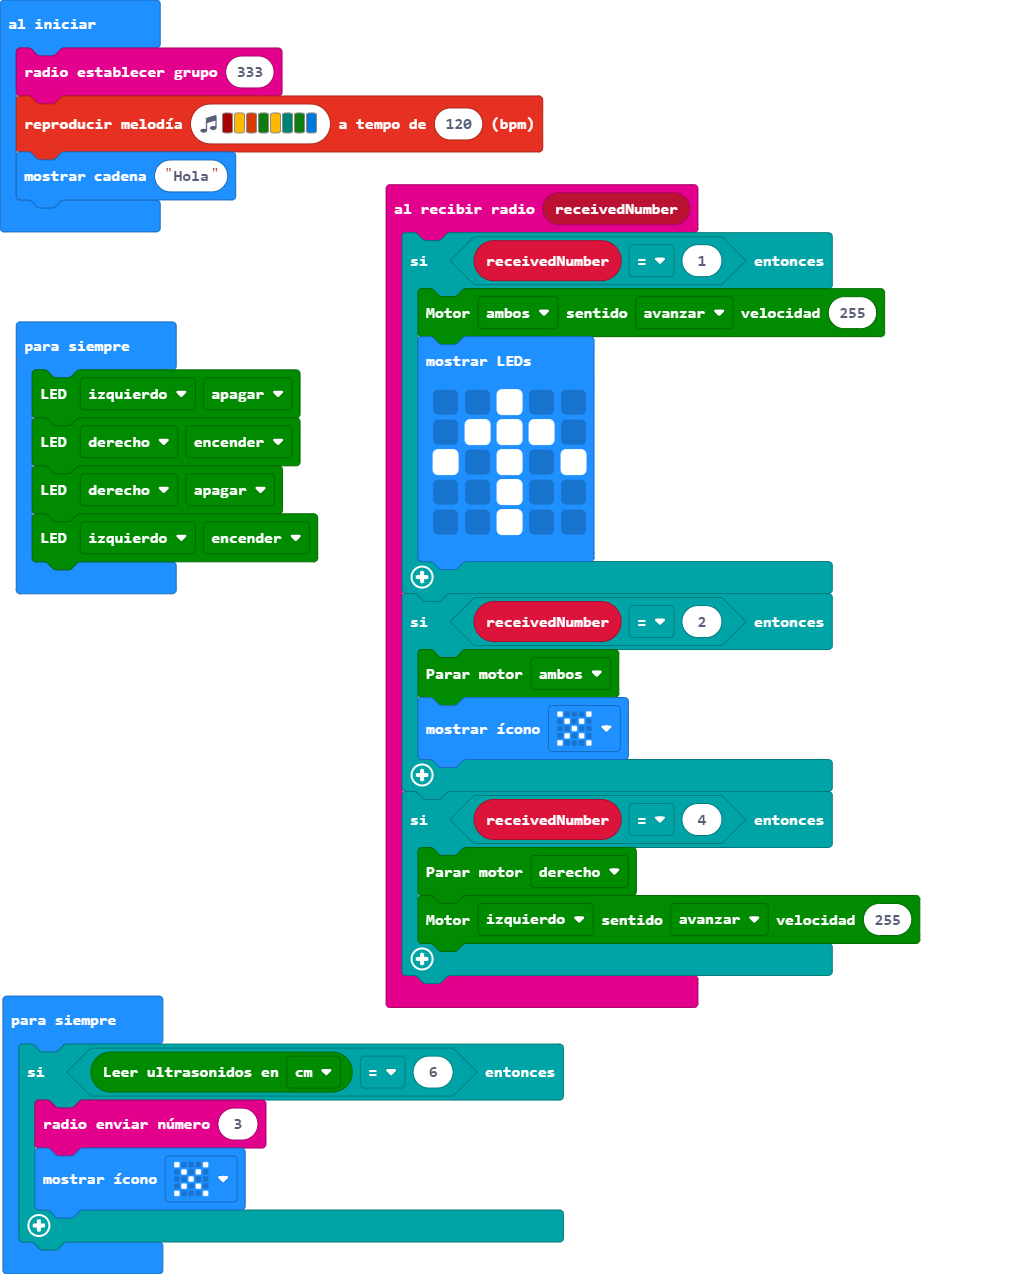 al iniciar
radio establecer grupo 333
reproducir melodía a tempo de 120 (bpm)
mostrar cadena "Hola"
al recibir radio receivedNumber
si receivedNumber = 1 entonces
Motor ambos sentido avanzar velocidad 255
mostrar LEDs
si receivedNumber = 2 entonces
Parar motor ambos
mostrar ícono
si receivedNumber = 4 entonces
Parar motor derecho
Motor izquierdo sentido avanzar velocidad 255
para siempre
LED izquierdo apagar
LED derecho encender
LED derecho apagar
LED izquierdo encender
para siempre
si Leer ultrasonidos en cm = 6 entonces
radio enviar número 3
mostrar ícono